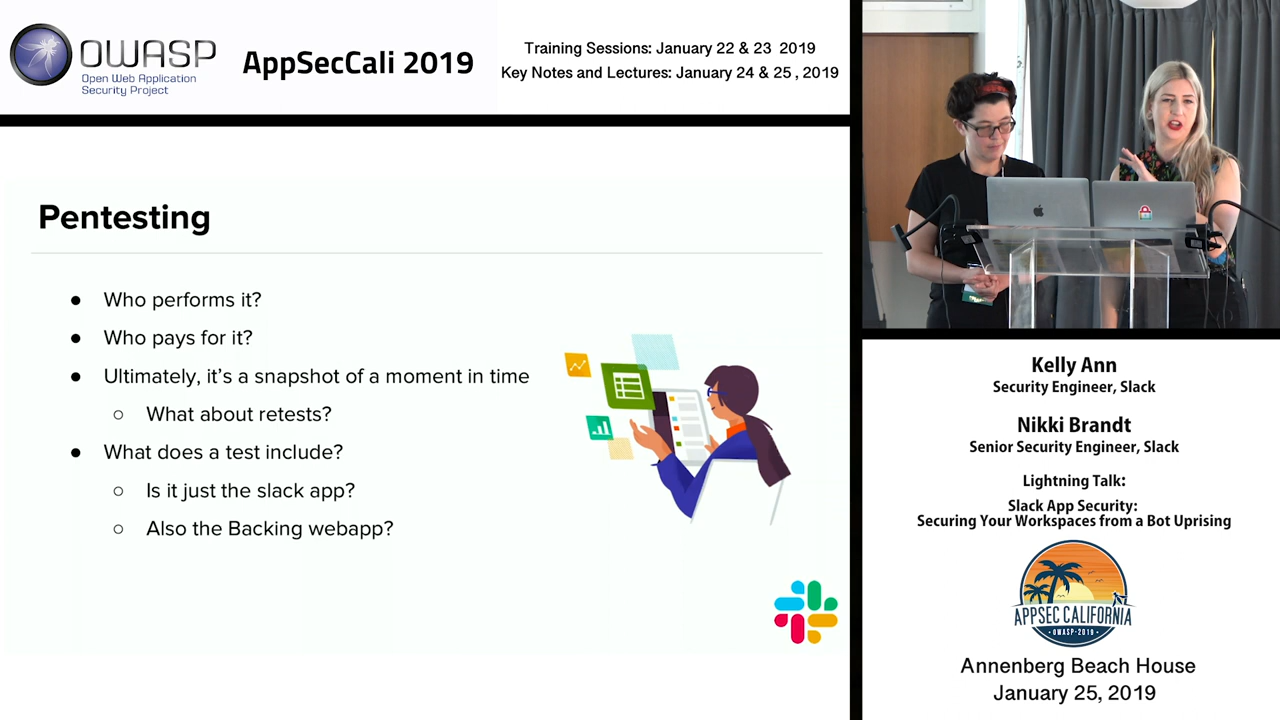 OWASP
Open Web Application
Security Project
AppSecCali 2019
Training Sessions: January 22 & 23 2019
Key Notes and Lectures: January 24 & 25 , 2019
Pentesting
● Who performs it?
● Who pays for it?
● Ultimately, it's a snapshot of a moment in time
○ What about retests?
● What does a test include?
○ Is it just the slack app?
○ Also the Backing webapp?
Kelly Ann
Security Engineer, Slack
Nikki Brandt
Senior Security Engineer, Slack
Lightning Talk:
Slack App Security:
Securing Your Workspaces from a Bot Uprising
APPSEC CALIFORNIA
• OWASP-2019 •
Annenberg Beach House
January 25, 2019